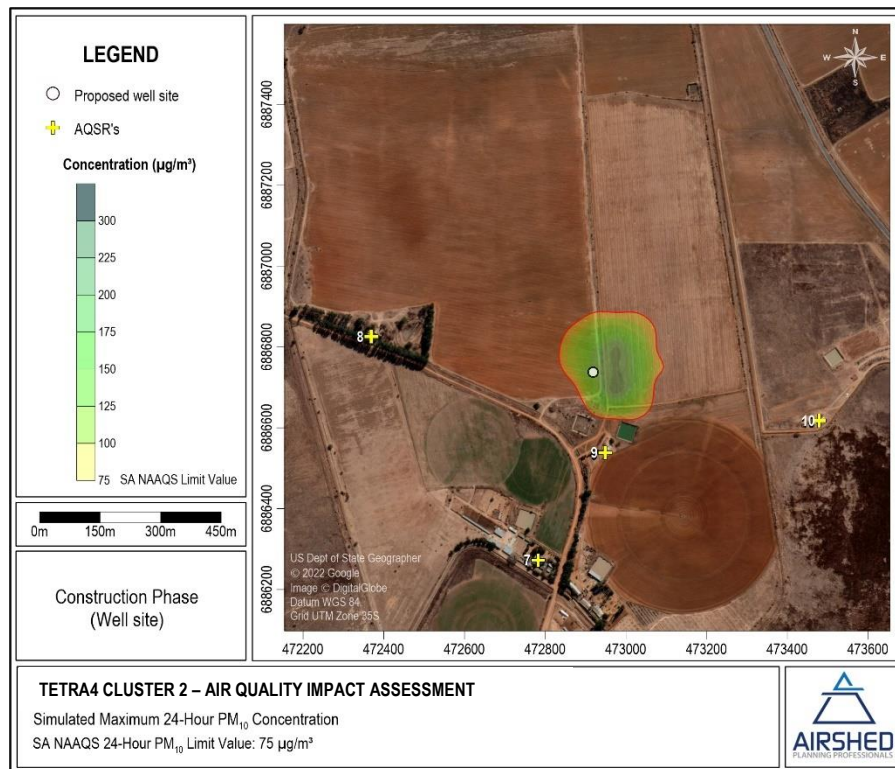 LEGEND
Proposed well site
AQSR's
Concentration (µg/m³)
300
225
200
175
150
125
100
75 SA NAAQS Limit Value
0m 150m 300m 450m
Construction Phase
(Well site)
N
W E
S
6887400
6887200
6887000
6886800
6886600
6886400
6886200
8
10
9
7
US Dept of State Geographer
© 2022 Google
Image © DigitalGlobe
Datum WGS 84
Grid UTM Zone 35S
472200 472400 472600 472800 473000 473200 473400 473600
TETRA4 CLUSTER 2 – AIR QUALITY IMPACT ASSESSMENT
Simulated Maximum 24-Hour PM₁₀ Concentration
SA NAAQS 24-Hour PM₁₀ Limit Value: 75 µg/m³
AIRSHED
PLANNING PROFESSIONALS